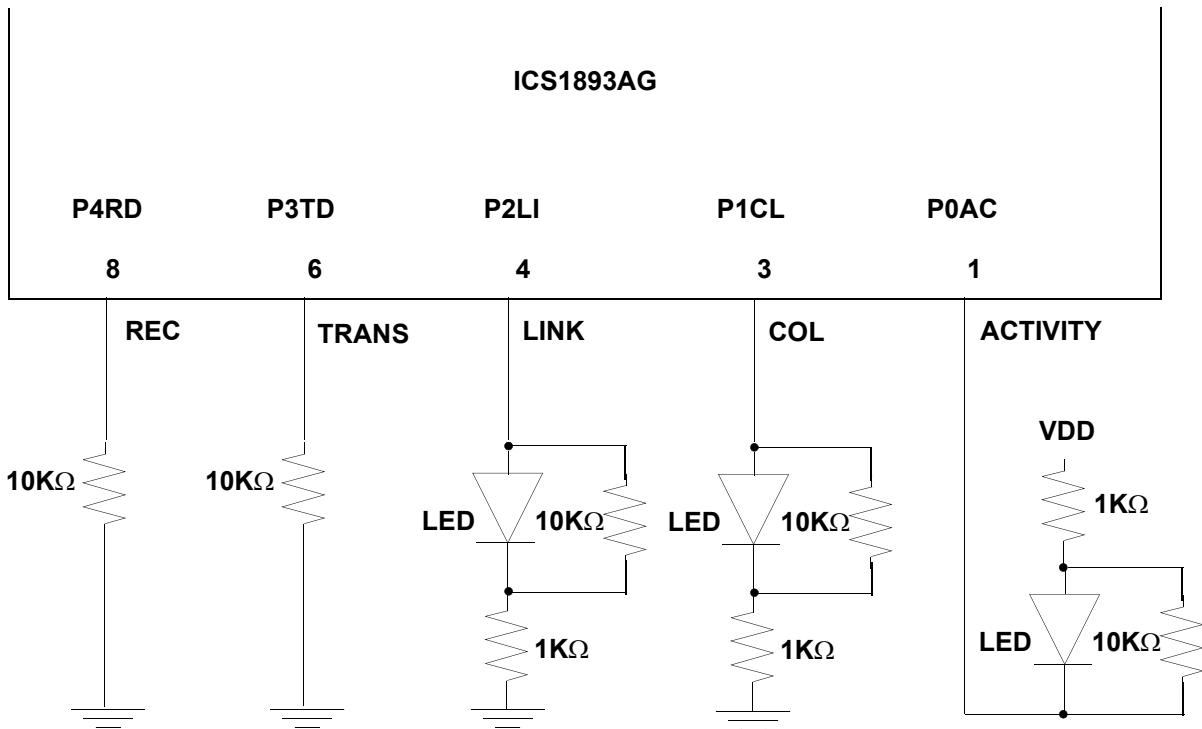 ICS1893AG
P4RD P3TD P2LI P1CL P0AC
8 6 4 3 1
REC TRANS LINK COL ACTIVITY
VDD
10KΩ 10KΩ LED 10KΩ LED 10KΩ 1KΩ
1KΩ 1KΩ LED 10KΩ